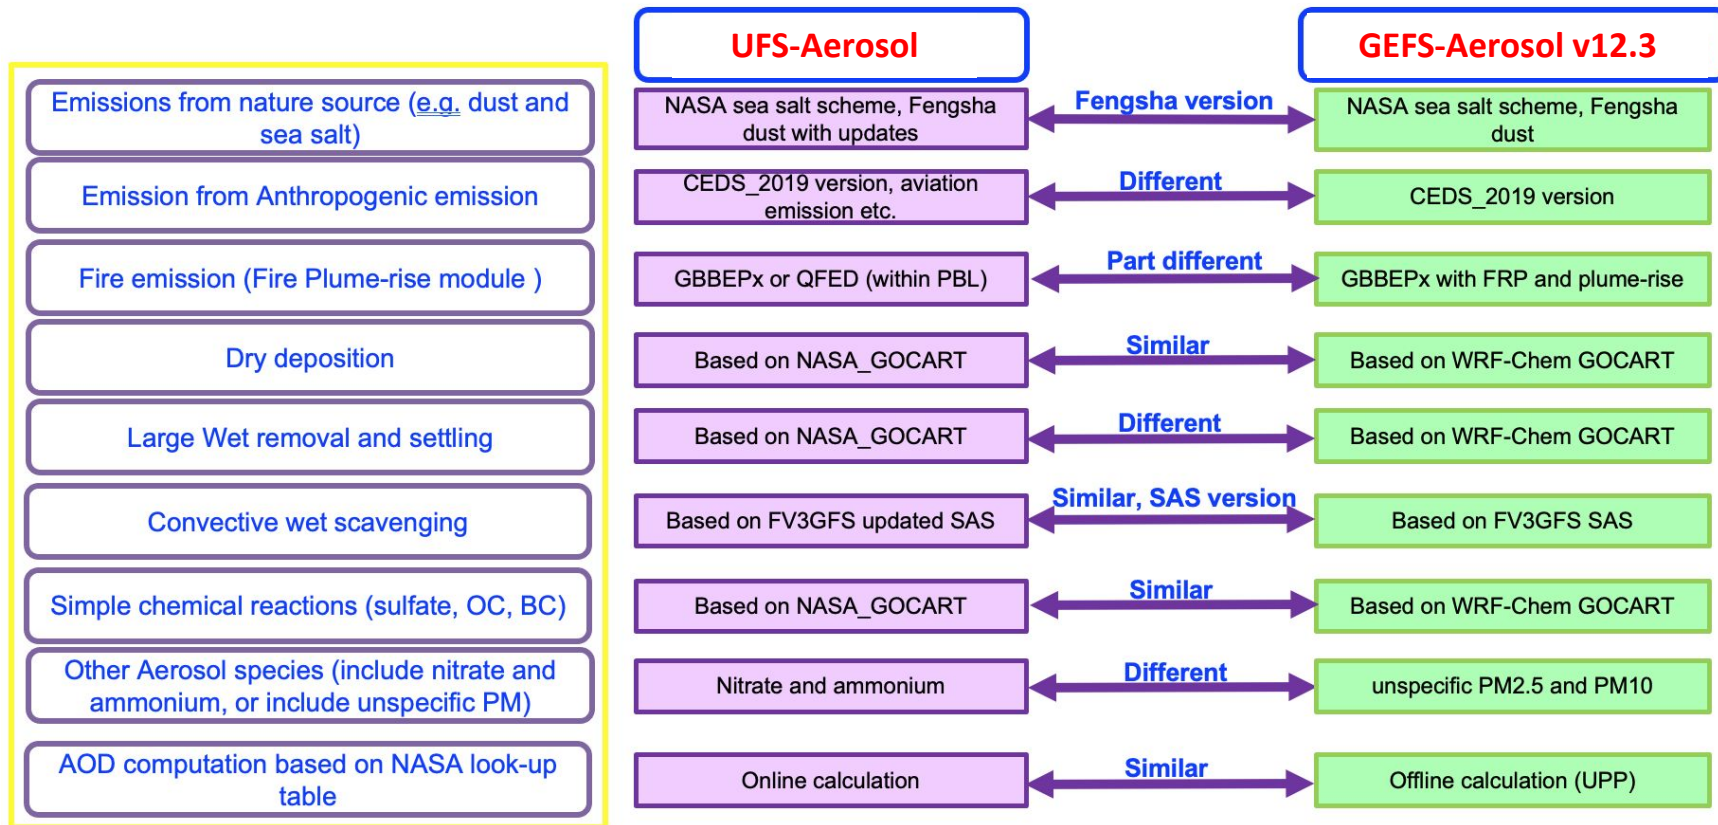 UFS-Aerosol
GEFS-Aerosol v12.3
Emissions from nature source (e.g. dust and
sea salt)
NASA sea salt scheme, Fengsha
dust with updates
Fengsha version
NASA sea salt scheme, Fengsha
dust
Emission from Anthropogenic emission
CEDS_2019 version, aviation
emission etc.
Different
CEDS_2019 version
Fire emission (Fire Plume-rise module )
GBBEPx or QFED (within PBL)
Part different
GBBEPx with FRP and plume-rise
Dry deposition
Based on NASA_GOCART
Similar
Based on WRF-Chem GOCART
Large Wet removal and settling
Based on NASA_GOCART
Different
Based on WRF-Chem GOCART
Convective wet scavenging
Based on FV3GFS updated SAS
Similar, SAS version
Based on FV3GFS SAS
Simple chemical reactions (sulfate, OC, BC)
Based on NASA_GOCART
Similar
Based on WRF-Chem GOCART
Other Aerosol species (include nitrate and
ammonium, or include unspecific PM)
Nitrate and ammonium
Different
unspecific PM2.5 and PM10
AOD computation based on NASA look-up
table
Online calculation
Similar
Offline calculation (UPP)